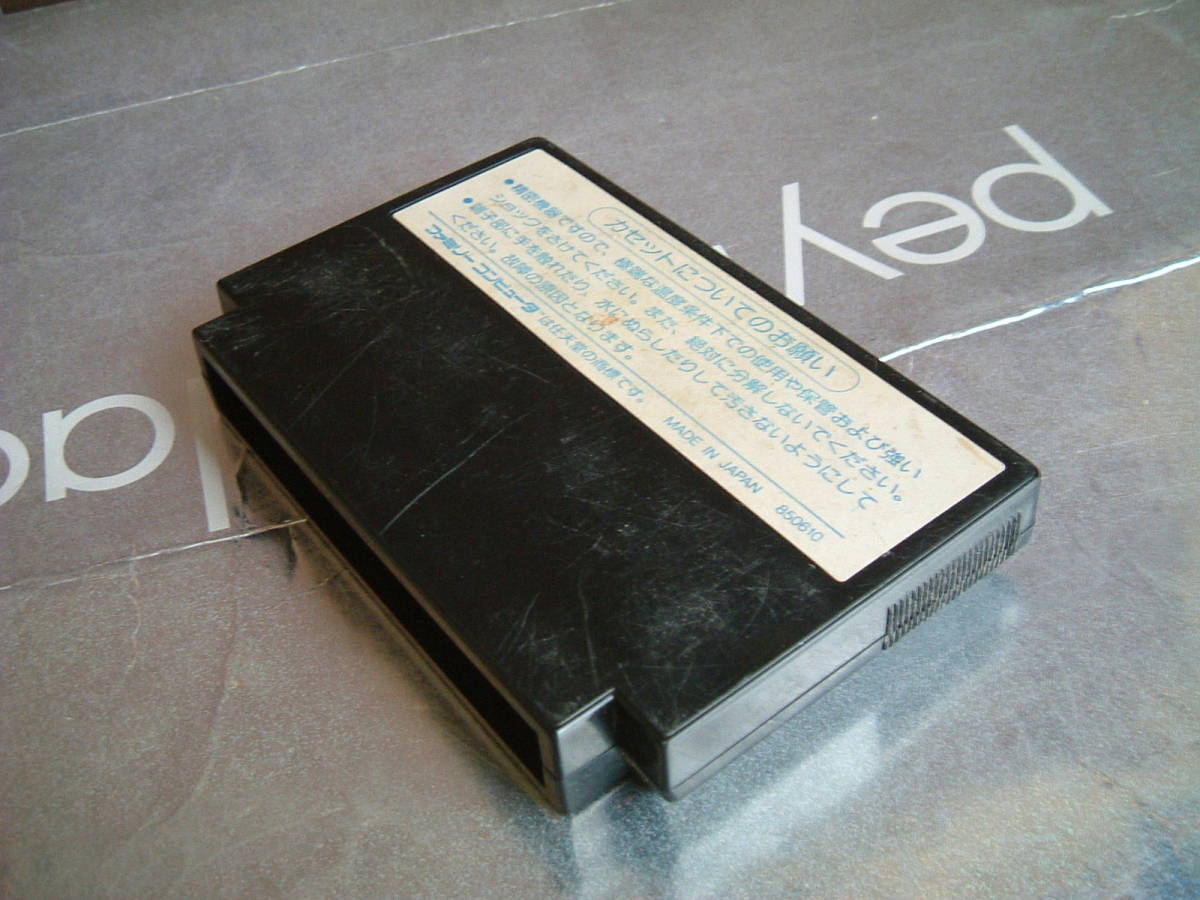 カセットについてのお願い
●精密機器ですので、極端な温度条件下での使用や保管および強い
ショックをさけてください。また、絶対に分解しないでください。
●端子部に手を触れたり、水にぬらしたりして汚さないようにして
ください。故障の原因となります。
ファミリー コンピュータ™は任天堂の商標です。
MADE IN JAPAN 850610
pey